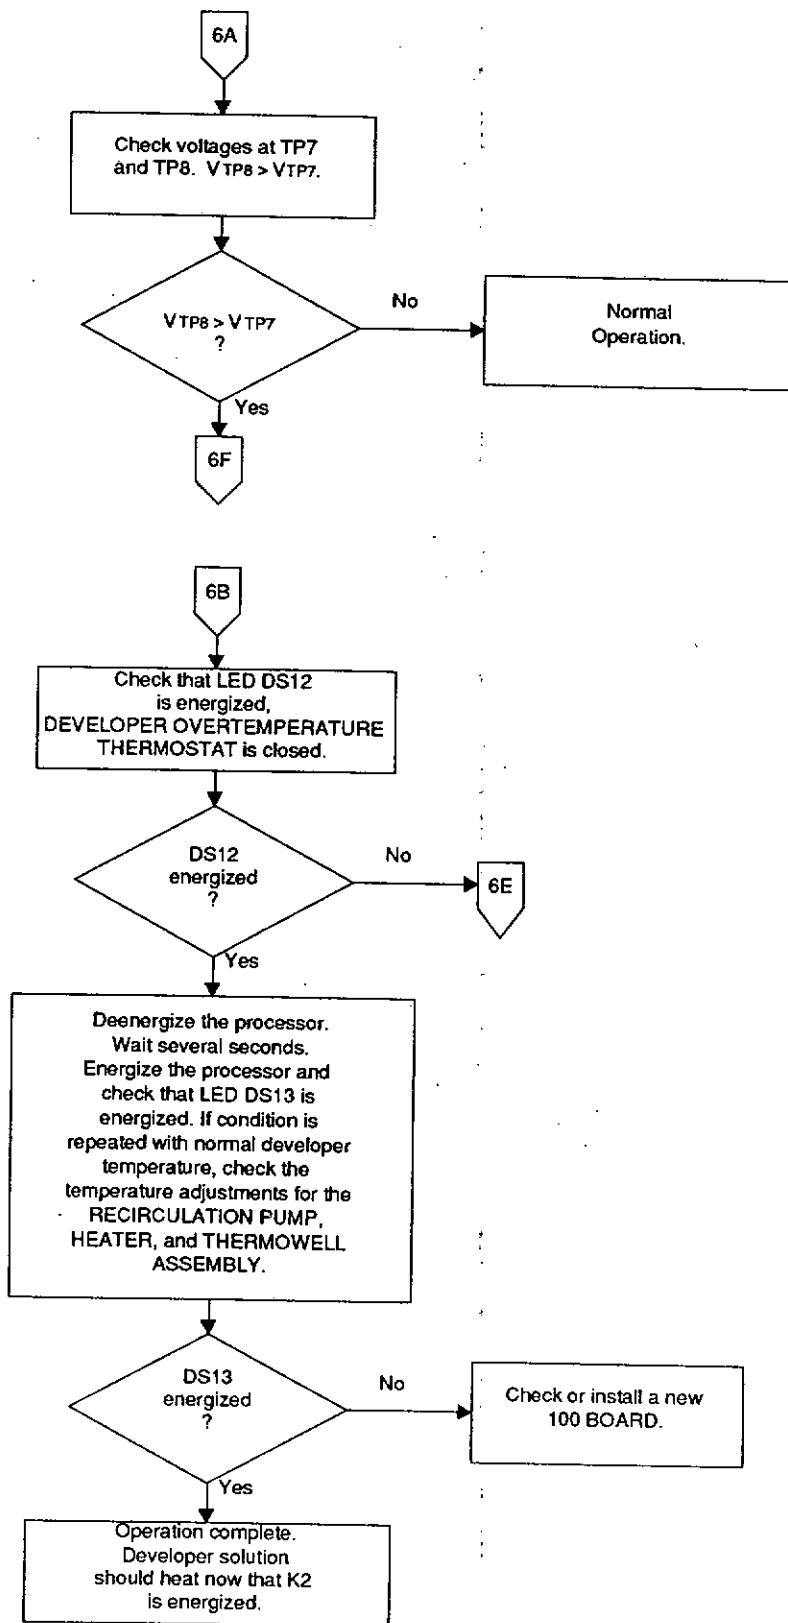 6A
Check voltages at TP7
and TP8. VTP8 > VTP7.
VTP8 > VTP7
?
No
Normal
Operation.
Yes
6F
6B
Check that LED DS12
is energized,
DEVELOPER OVERTEMPERATURE
THERMOSTAT is closed.
DS12
energized
?
No
6E
Yes
Deenergize the processor.
Wait several seconds.
Energize the processor and
check that LED DS13 is
energized. If condition is
repeated with normal developer
temperature, check the
temperature adjustments for the
RECIRCULATION PUMP,
HEATER, and THERMOWELL
ASSEMBLY.
DS13
energized
?
No
Check or install a new
100 BOARD.
Yes
Operation complete.
Developer solution
should heat now that K2
is energized.